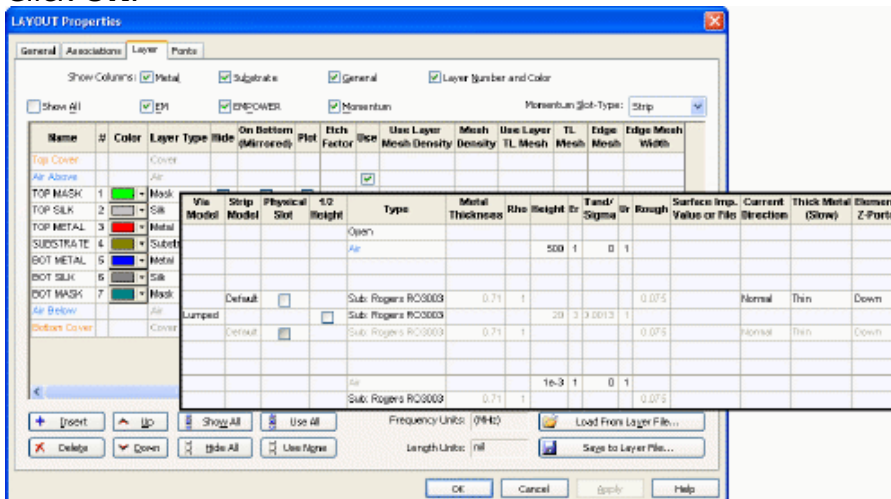 Click OK.
LAYOUT Properties
General Associations Layer Fonts
Show Columns: Metal Substrate General Layer Number and Color
Show All EM EMPOWER Momentum Momentum Slot-Type: Strip
Name # Color Layer Type Hide On Bottom (Mirrored) Plot Etch Factor Use Use Layer Mesh Density Mesh Density Use Layer TL Mesh TL Mesh Edge Mesh Edge Mesh Width
Top Cover Cover
Air Above Air
TOP MASK 1 Mask
TOP SILK 2 Silk
TOP METAL 3 Metal
SUBSTRATE 4 Subst
BOT METAL 5 Metal
BOT SILK 6 Silk
BOT MASK 7 Mask
Air Below Air
Bottom Cover Cover
Via Model Strip Model Physical Slot 1/2 Height Type Metal Thickness Rho Height Er Tand/ Sigma Ur Rough Surface Imp. Value or File Current Direction Thick Metal (Slow) Element Z-Ports
Open
Air 500 1 0 1
Default Sub: Rogers RO3003 0.71 1 0.075 Normal Thin Down
Lumped Sub: Rogers RO3003 20 3 0.0013 1
Default Sub: Rogers RO3003 0.71 1 0.075 Normal Thin Down
Air 1e-3 1 0 1
Sub: Rogers RO3003 0.71 1 0.075
Insert Up Show All Use All Frequency Units: (MHz) Load From Layer File...
Delete Down Hide All Use None Length Units: mil Save to Layer File...
OK Cancel Apply Help